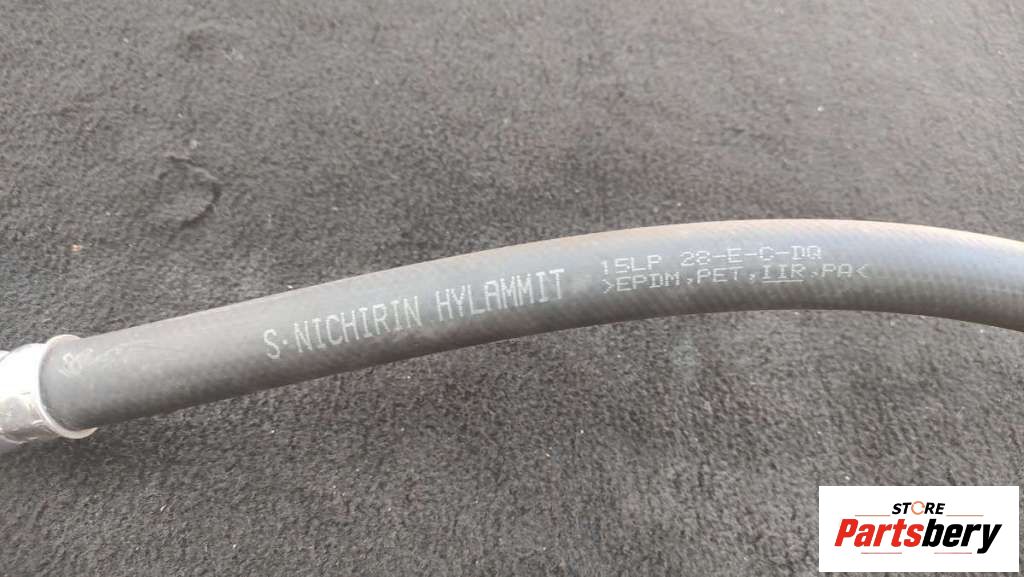 S·NICHIRIN HYLAMMIT
15LP 28-E-C-DQ
>EPDM,PET,IIR,PA<
STORE
Partsbery